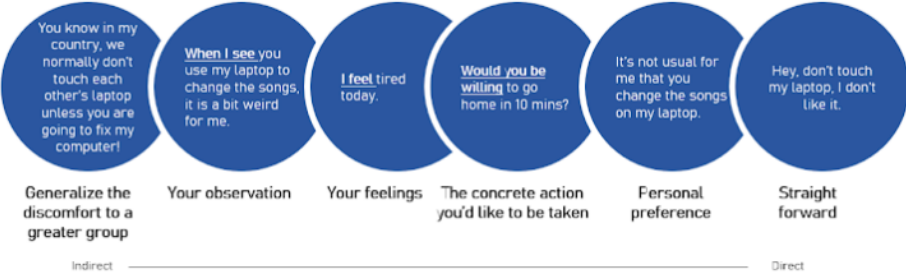 You know in my
country, we
normally don't
touch each
other's laptop
unless you are
going to fix my
computer!
When I see you
use my laptop to
change the songs,
it is a bit weird
for me.
I feel tired
today.
Would you be
willing to go
home in 10 mins?
It's not usual for
me that you
change the songs
on my laptop.
Hey, don't touch
my laptop, I don't
like it.
Generalize the
discomfort to a
greater group
Your observation
Your feelings
The concrete action
you'd like to be taken
Personal
preference
Straight
forward
Indirect
Direct